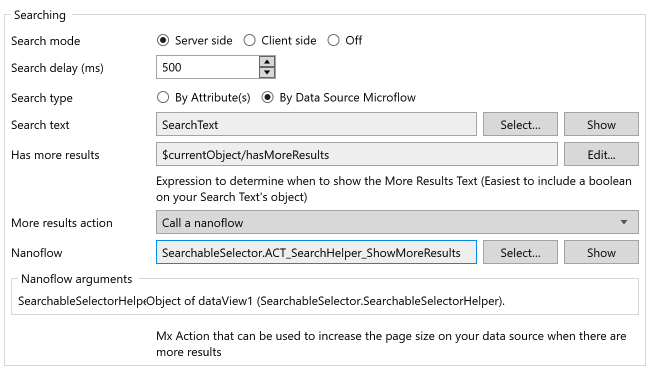 Searching
Search mode Server side Client side Off
Search delay (ms) 500
Search type By Attribute(s) By Data Source Microflow
Search text SearchText Select... Show
Has more results $currentObject/hasMoreResults Edit...
Expression to determine when to show the More Results Text (Easiest to include a boolean
on your Search Text's object)
More results action Call a nanoflow
Nanoflow SearchableSelector.ACT_SearchHelper_ShowMoreResults Select... Show
Nanoflow arguments
SearchableSelectorHelpe Object of dataView1 (SearchableSelector.SearchableSelectorHelper).
Mx Action that can be used to increase the page size on your data source when there are
more results